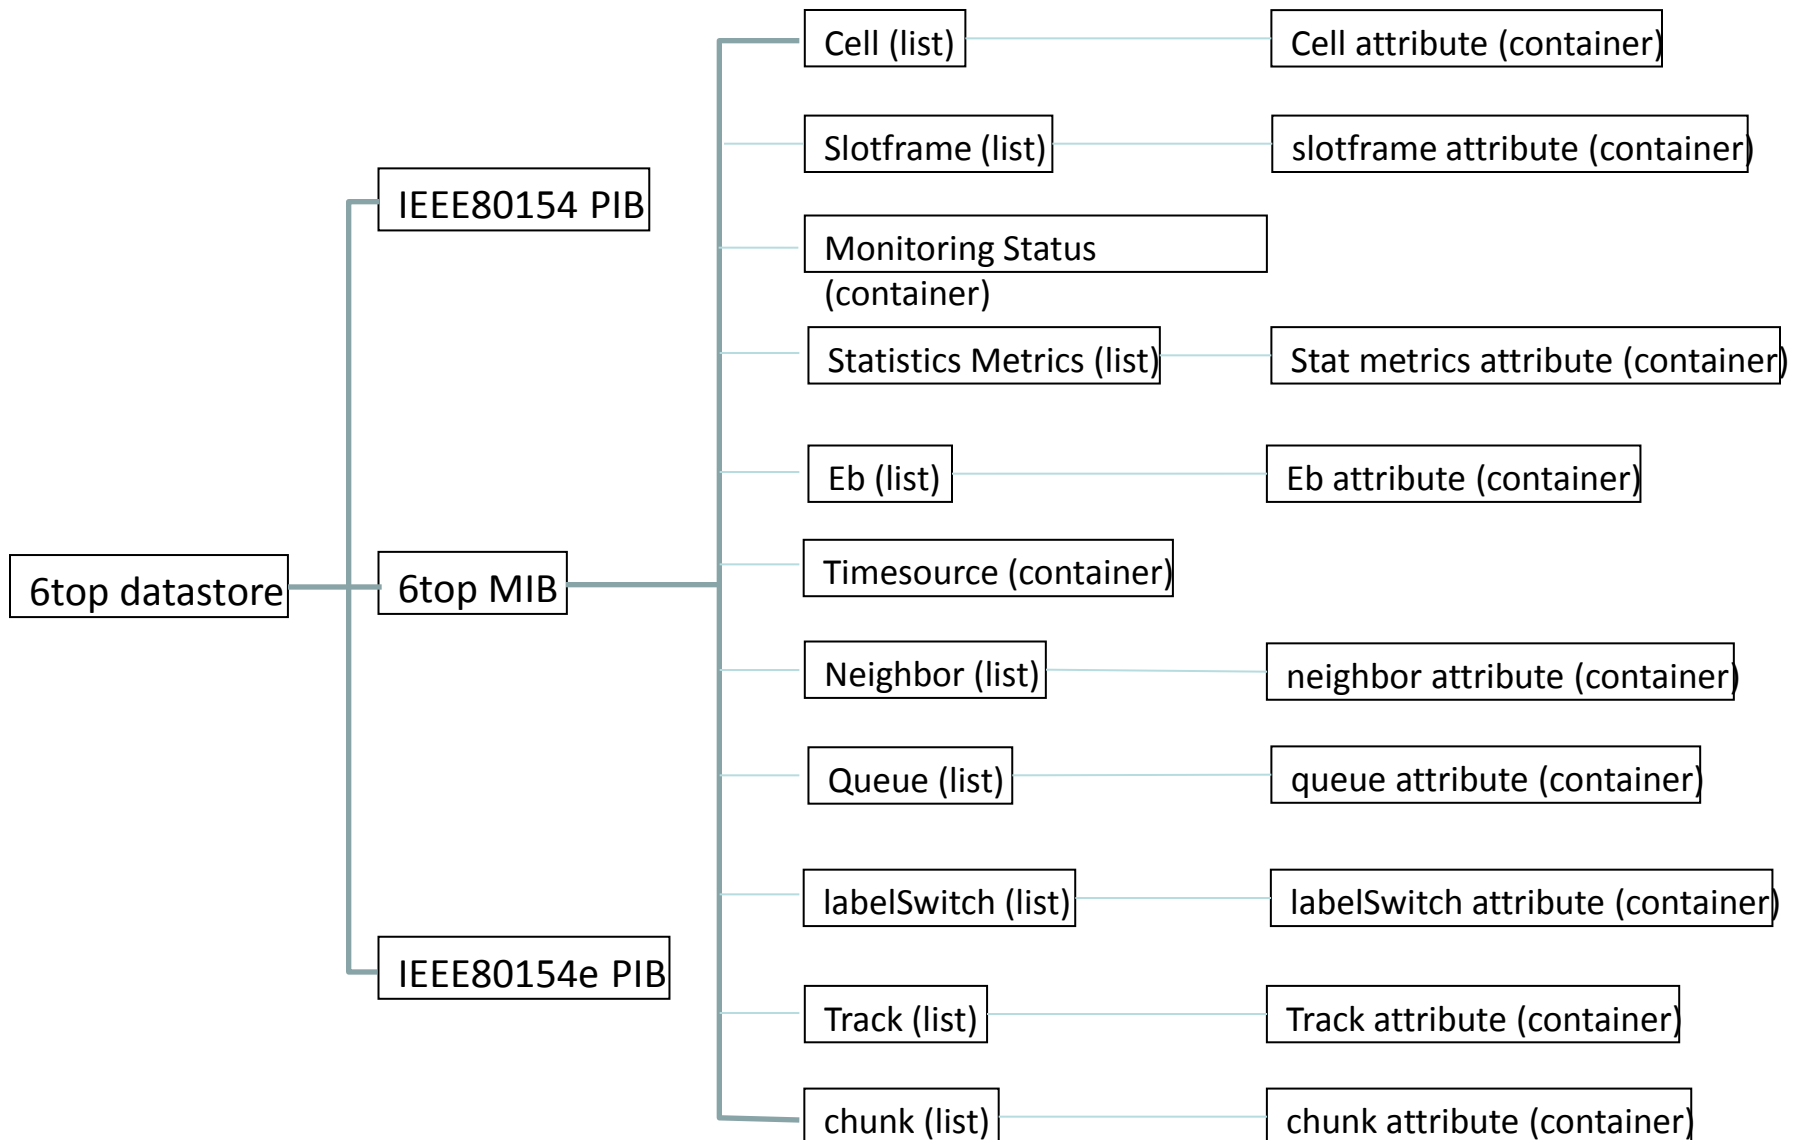 Cell (list)
Cell attribute (container)
Slotframe (list)
slotframe attribute (container)
IEEE80154 PIB
Monitoring Status
(container)
Statistics Metrics (list)
Stat metrics attribute (container)
Eb (list)
Eb attribute (container)
6top datastore
6top MIB
Timesource (container)
Neighbor (list)
neighbor attribute (container)
Queue (list)
queue attribute (container)
labelSwitch (list)
labelSwitch attribute (container)
IEEE80154e PIB
Track (list)
Track attribute (container)
chunk (list)
chunk attribute (container)